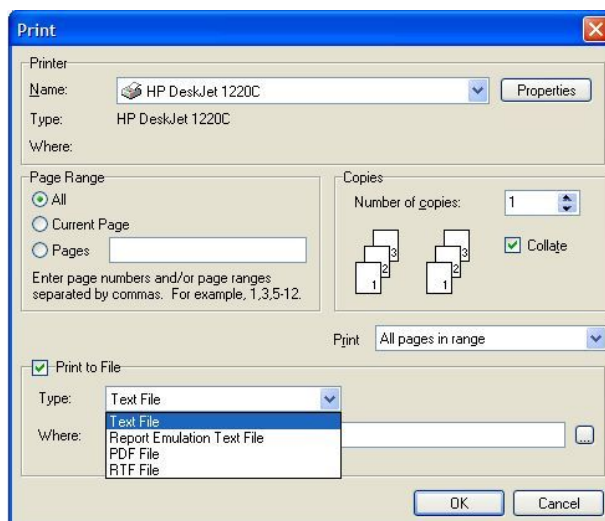 Print
Printer
Name: HP DeskJet 1220C Properties
Type: HP DeskJet 1220C
Where:
Page Range
All
Current Page
Pages
Enter page numbers and/or page ranges
separated by commas. For example, 1,3,5-12.
Copies
Number of copies: 1
3 3
2 2
1 1
Collate
Print All pages in range
Print to File
Type: Text File
Text File
Report Emulation Text File
PDF File
RTF File
Where: ...
OK Cancel